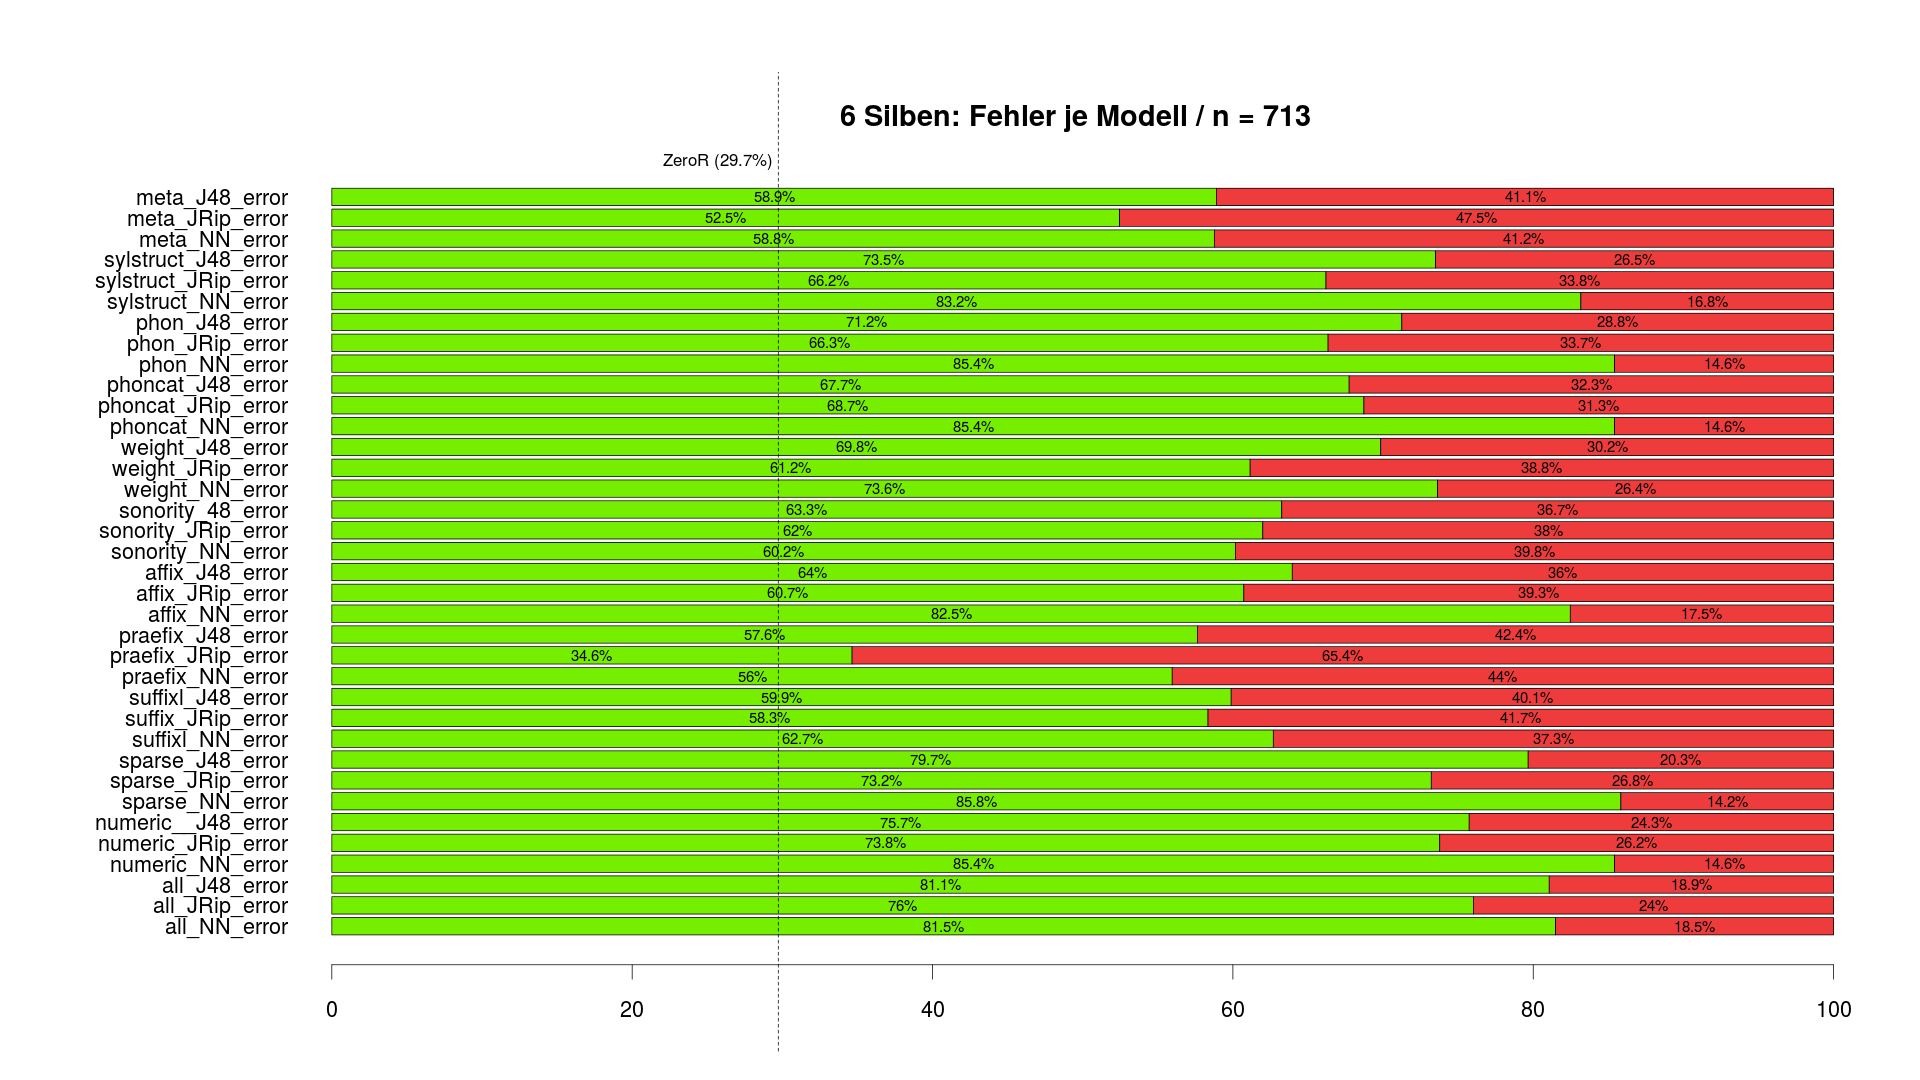 6 Silben: Fehler je Modell / n = 713
ZeroR (29.7%)
meta_J48_error 58.9% 41.1%
meta_JRip_error 52.5% 47.5%
meta_NN_error 58.8% 41.2%
sylstruct_J48_error 73.5% 26.5%
sylstruct_JRip_error 66.2% 33.8%
sylstruct_NN_error 83.2% 16.8%
phon_J48_error 71.2% 28.8%
phon_JRip_error 66.3% 33.7%
phon_NN_error 85.4% 14.6%
phoncat_J48_error 67.7% 32.3%
phoncat_JRip_error 68.7% 31.3%
phoncat_NN_error 85.4% 14.6%
weight_J48_error 69.8% 30.2%
weight_JRip_error 61.2% 38.8%
weight_NN_error 73.6% 26.4%
sonority_48_error 63.3% 36.7%
sonority_JRip_error 62% 38%
sonority_NN_error 60.2% 39.8%
affix_J48_error 64% 36%
affix_JRip_error 60.7% 39.3%
affix_NN_error 82.5% 17.5%
praefix_J48_error 57.6% 42.4%
praefix_JRip_error 34.6% 65.4%
praefix_NN_error 56% 44%
suffixl_J48_error 59.9% 40.1%
suffix_JRip_error 58.3% 41.7%
suffixl_NN_error 62.7% 37.3%
sparse_J48_error 79.7% 20.3%
sparse_JRip_error 73.2% 26.8%
sparse_NN_error 85.8% 14.2%
numeric__J48_error 75.7% 24.3%
numeric_JRip_error 73.8% 26.2%
numeric_NN_error 85.4% 14.6%
all_J48_error 81.1% 18.9%
all_JRip_error 76% 24%
all_NN_error 81.5% 18.5%
0 20 40 60 80 100